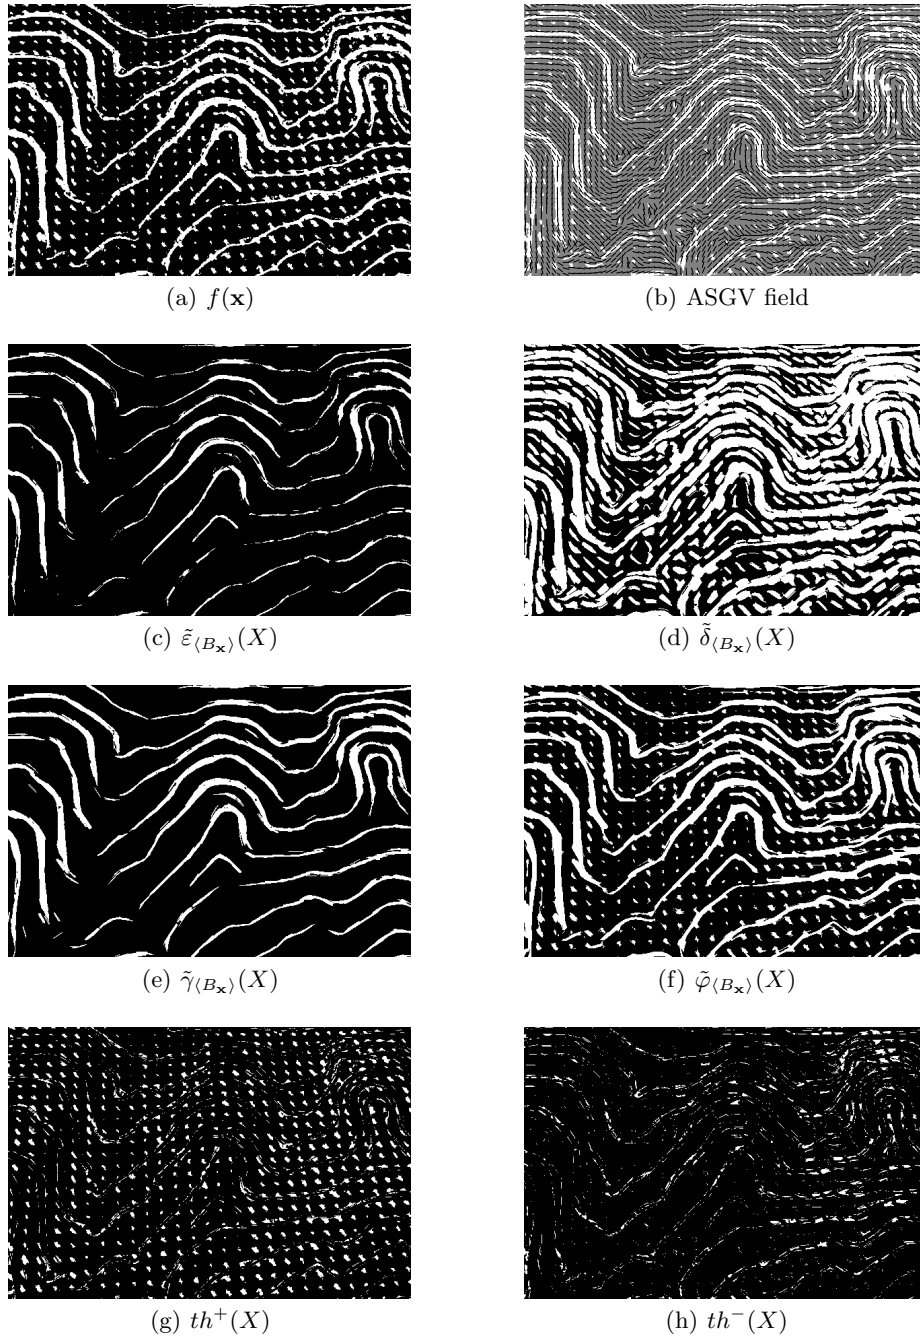 (a) f(𝐱)
(b) ASGV field
(c) ε̃⟨B𝐱⟩(X)
(d) δ̃⟨B𝐱⟩(X)
(e) γ̃⟨B𝐱⟩(X)
(f) φ̃⟨B𝐱⟩(X)
(g) th⁺(X)
(h) th⁻(X)